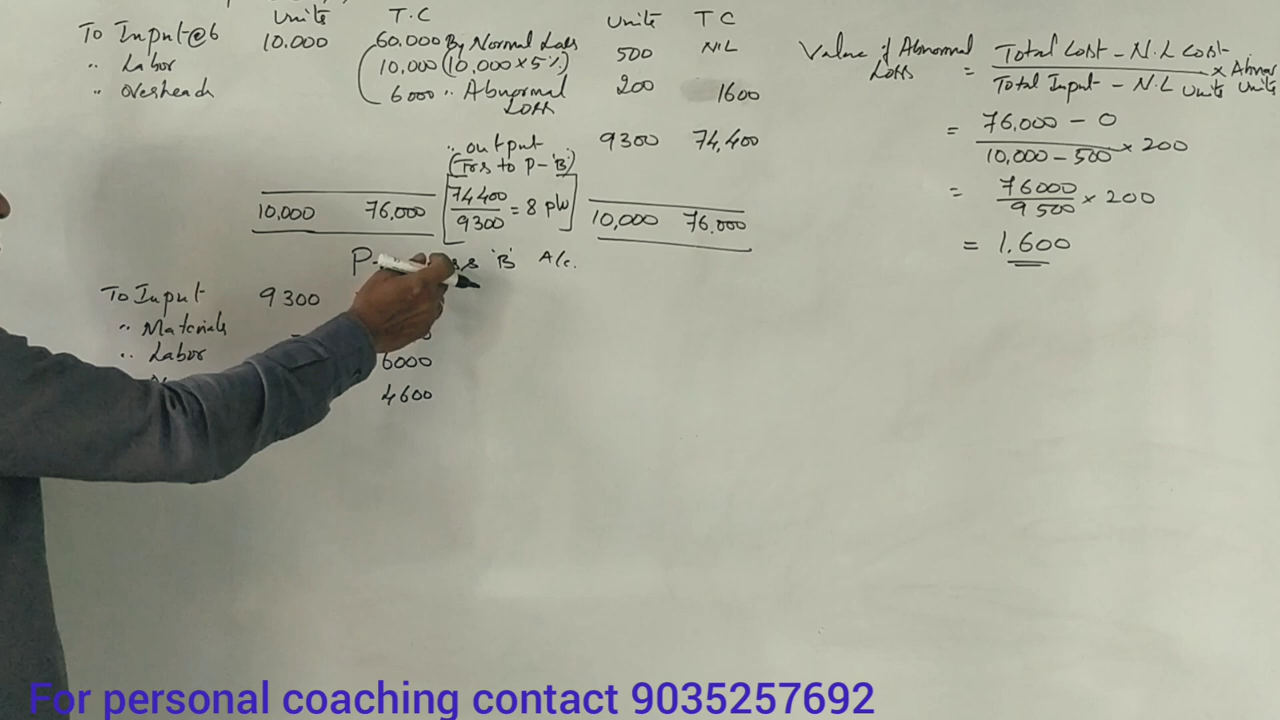 Units T.C Units T C
To Input@6 10.000 60.000 By Normal Loss 500 NIL
" Labor 10,000 (10,000 x 5%)
" Overheads 6000 " Abnormal Loss 200 1600
" output 9300 74,400
(Trs to P-'B')
[74400/9300 = 8 p/u]
10,000 76,000 10,000 76.000
'B' A/c.
To Input 9300
" Materials
" Labor 6000
4600
Value of Abnormal Loss = Total Cost - N.L Cost / Total Input - N.L Units x Units
= 76,000 - 0 / 10,000 - 500 x 200
= 76000 / 9500 x 200
= 1.600
For personal coaching contact 9035257692